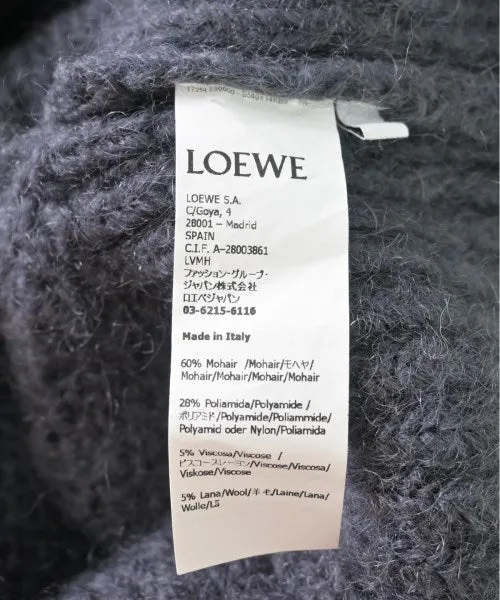 LOEWE
LOEWE S.A.
C/Goya, 4
28001 – Madrid
SPAIN
C.I.F. A-28003861
LVMH
ファッション・グループ・
ジャパン株式会社
ロエベジャパン
03-6215-6116
Made in Italy
60% Mohair /Mohair/モヘヤ/
Mohair/Mohair/Mohair/Mohair
28% Poliamida/Polyamide /
ポリアミド/Polyamide/Poliammide/
Polyamid oder Nylon/Poliamida
5% Viscosa/Viscose /
ビスコースレーヨン/Viscose/Viscosa/
Viskose/Viscose
5% Lana/Wool/羊毛/Laine/Lana/
Wolle/Lã